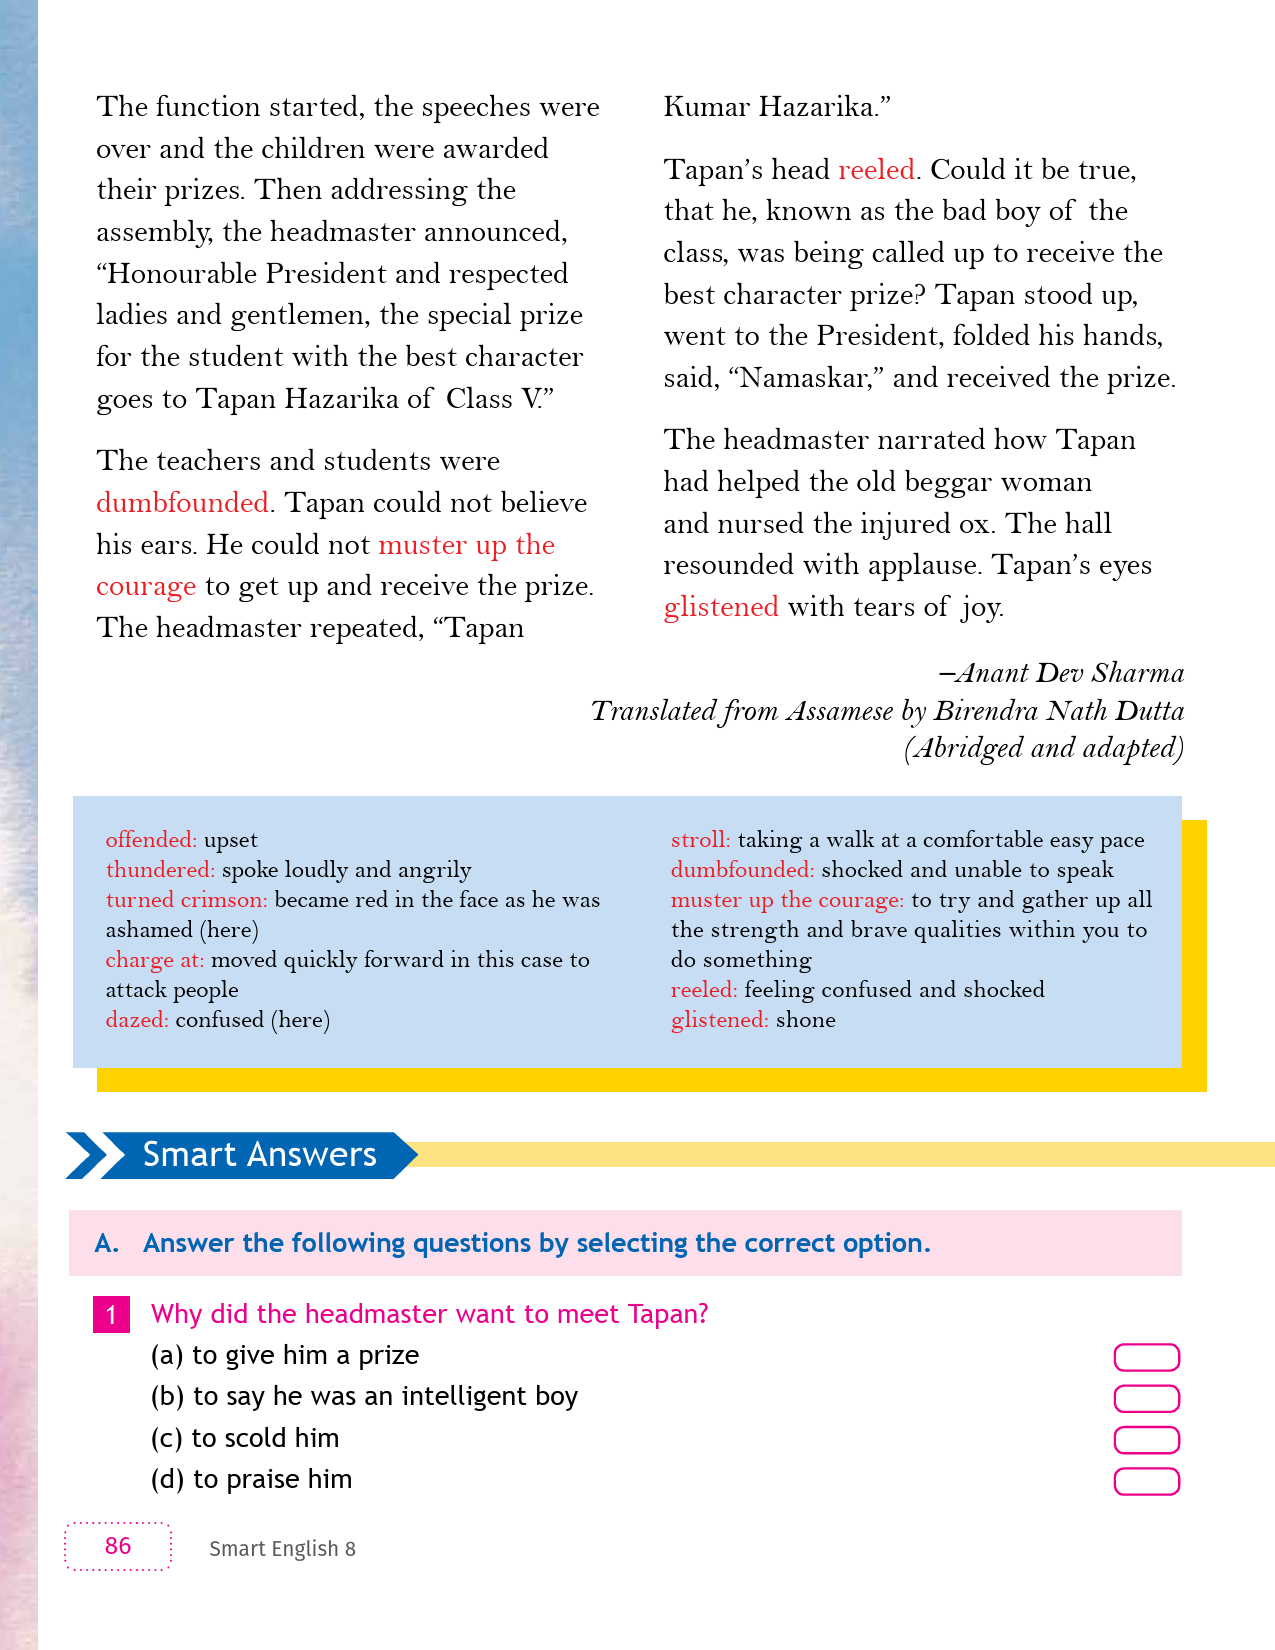 The function started, the speeches were
over and the children were awarded
their prizes. Then addressing the
assembly, the headmaster announced,
“Honourable President and respected
ladies and gentlemen, the special prize
for the student with the best character
goes to Tapan Hazarika of Class V.”
The teachers and students were
dumbfounded. Tapan could not believe
his ears. He could not muster up the
courage to get up and receive the prize.
The headmaster repeated, “Tapan
Kumar Hazarika.”
Tapan’s head reeled. Could it be true,
that he, known as the bad boy of the
class, was being called up to receive the
best character prize? Tapan stood up,
went to the President, folded his hands,
said, “Namaskar,” and received the prize.
The headmaster narrated how Tapan
had helped the old beggar woman
and nursed the injured ox. The hall
resounded with applause. Tapan’s eyes
glistened with tears of joy.
–Anant Dev Sharma
Translated from Assamese by Birendra Nath Dutta
(Abridged and adapted)
offended: upset
thundered: spoke loudly and angrily
turned crimson: became red in the face as he was
ashamed (here)
charge at: moved quickly forward in this case to
attack people
dazed: confused (here)
stroll: taking a walk at a comfortable easy pace
dumbfounded: shocked and unable to speak
muster up the courage: to try and gather up all
the strength and brave qualities within you to
do something
reeled: feeling confused and shocked
glistened: shone
Smart Answers
A. Answer the following questions by selecting the correct option.
1 Why did the headmaster want to meet Tapan?
(a) to give him a prize
(b) to say he was an intelligent boy
(c) to scold him
(d) to praise him
86 Smart English 8